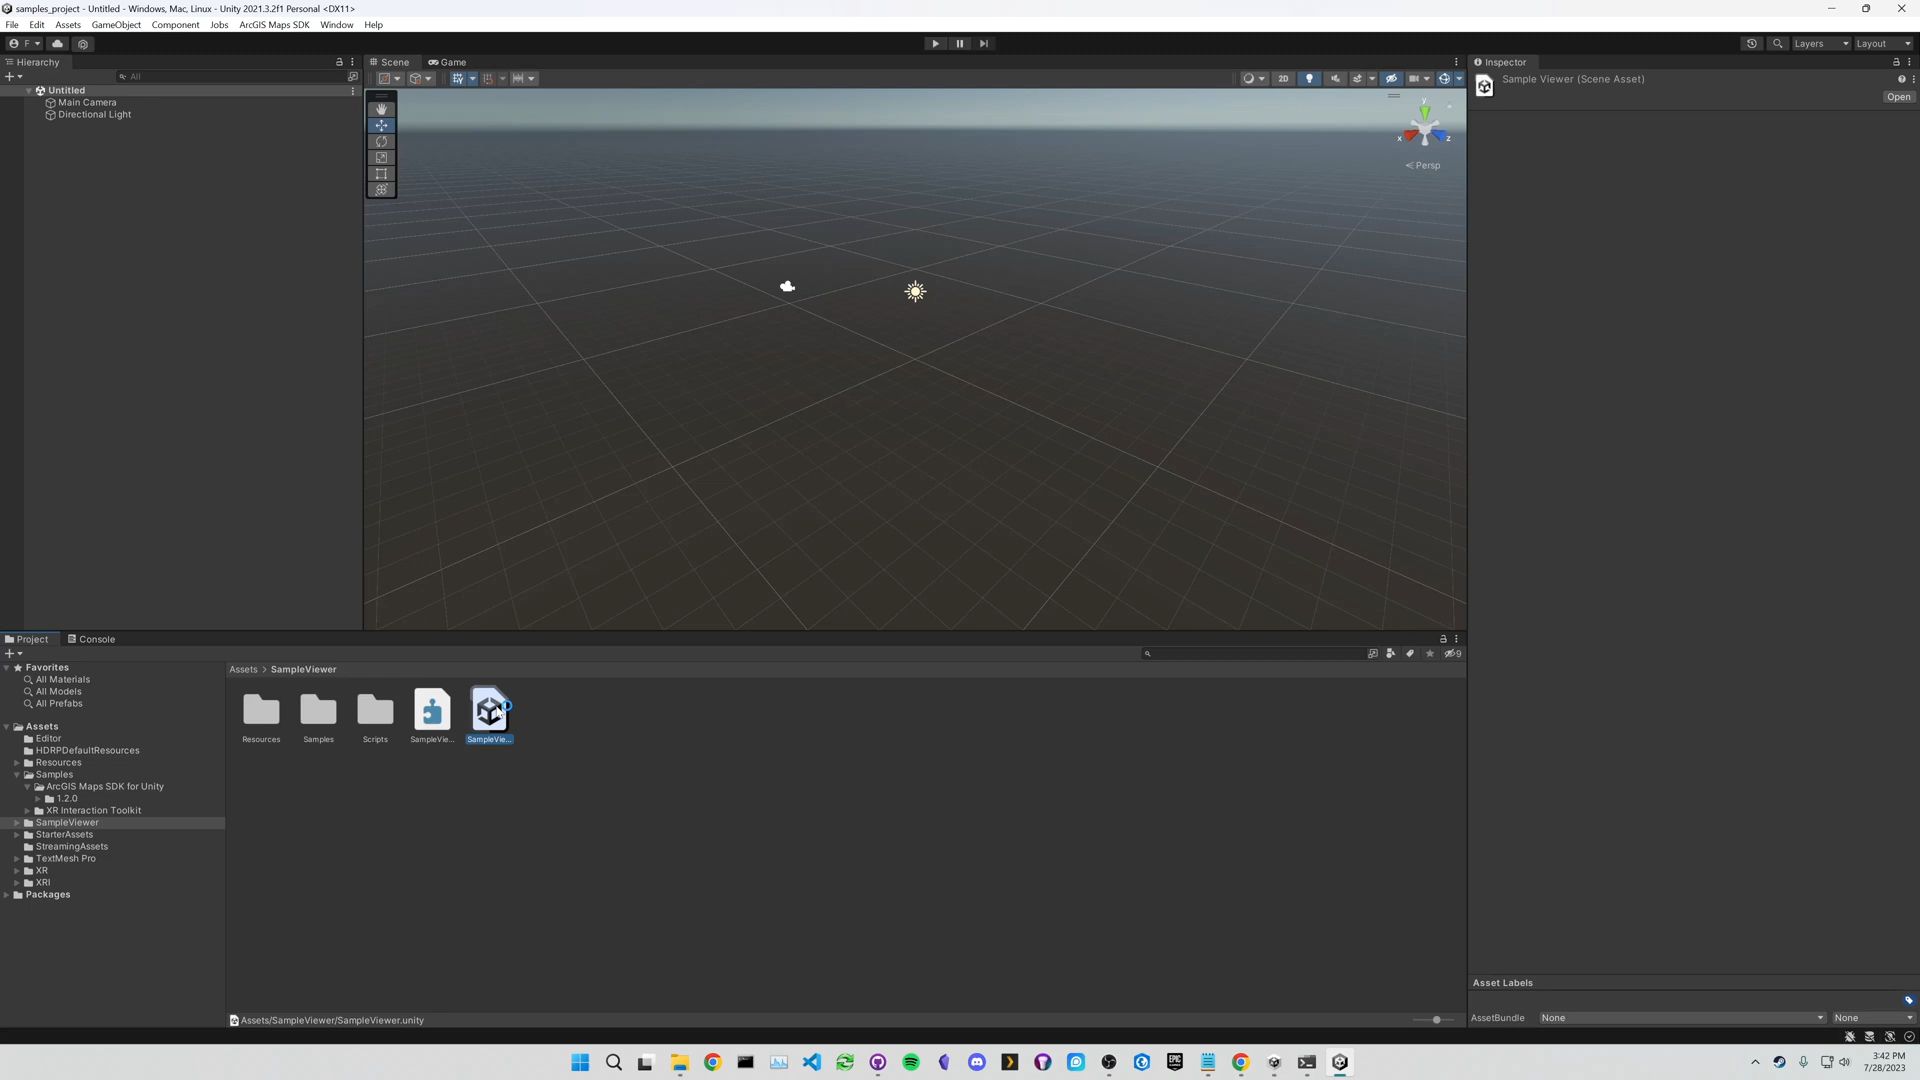 samples_project - Untitled - Windows, Mac, Linux - Unity 2021.3.2f1 Personal <DX11>
File Edit Assets GameObject Component Jobs ArcGIS Maps SDK Window Help
F
Layers
Layout
Hierarchy
All
Untitled
Main Camera
Directional Light
Scene
Game
2D
y
x
z
Persp
Inspector
Sample Viewer (Scene Asset)
Open
Project
Console
9
Favorites
All Materials
All Models
All Prefabs
Assets
Editor
HDRPDefaultResources
Resources
Samples
ArcGIS Maps SDK for Unity
1.2.0
XR Interaction Toolkit
SampleViewer
StarterAssets
StreamingAssets
TextMesh Pro
XR
XRI
Packages
Assets > SampleViewer
Resources
Samples
Scripts
SampleVie...
SampleVie...
Assets/SampleViewer/SampleViewer.unity
Asset Labels
AssetBundle
None
None
EPIC
3:42 PM
7/28/2023